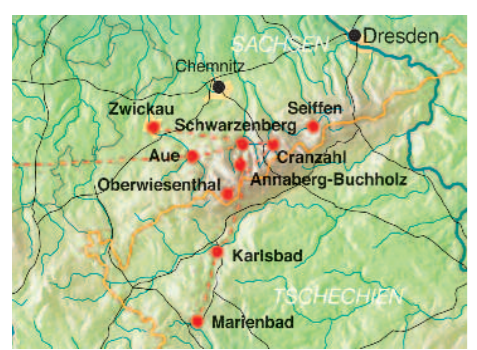 SACHSEN
Dresden
Chemnitz
Zwickau
Seiffen
Schwarzenberg
Aue
Cranzahl
Oberwiesenthal
Annaberg-Buchholz
Karlsbad
TSCHECHIEN
Marienbad